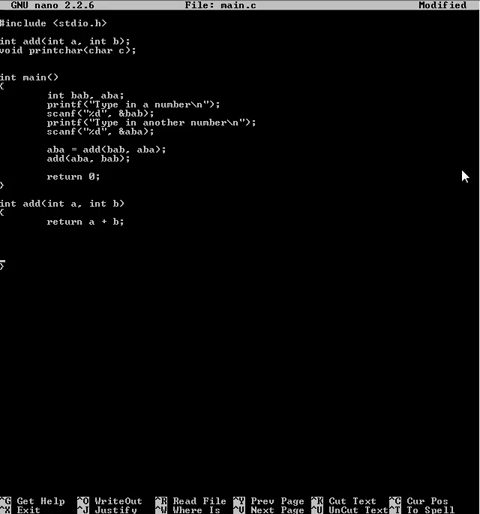 GNU nano 2.2.6 File: main.c Modified
#include <stdio.h>
int add(int a, int b);
void printchar(char c);
int main()
{
int bab, aba;
printf("Type in a number\n");
scanf("%d", &bab);
printf("Type in another number\n");
scanf("%d", &aba);
aba = add(bab, aba);
add(aba, bab);
return 0;
}
int add(int a, int b)
{
return a + b;
}
^G Get Help ^O WriteOut ^R Read File ^Y Prev Page ^K Cut Text ^C Cur Pos
^X Exit ^J Justify ^W Where Is ^V Next Page ^U UnCut Text ^T To Spell